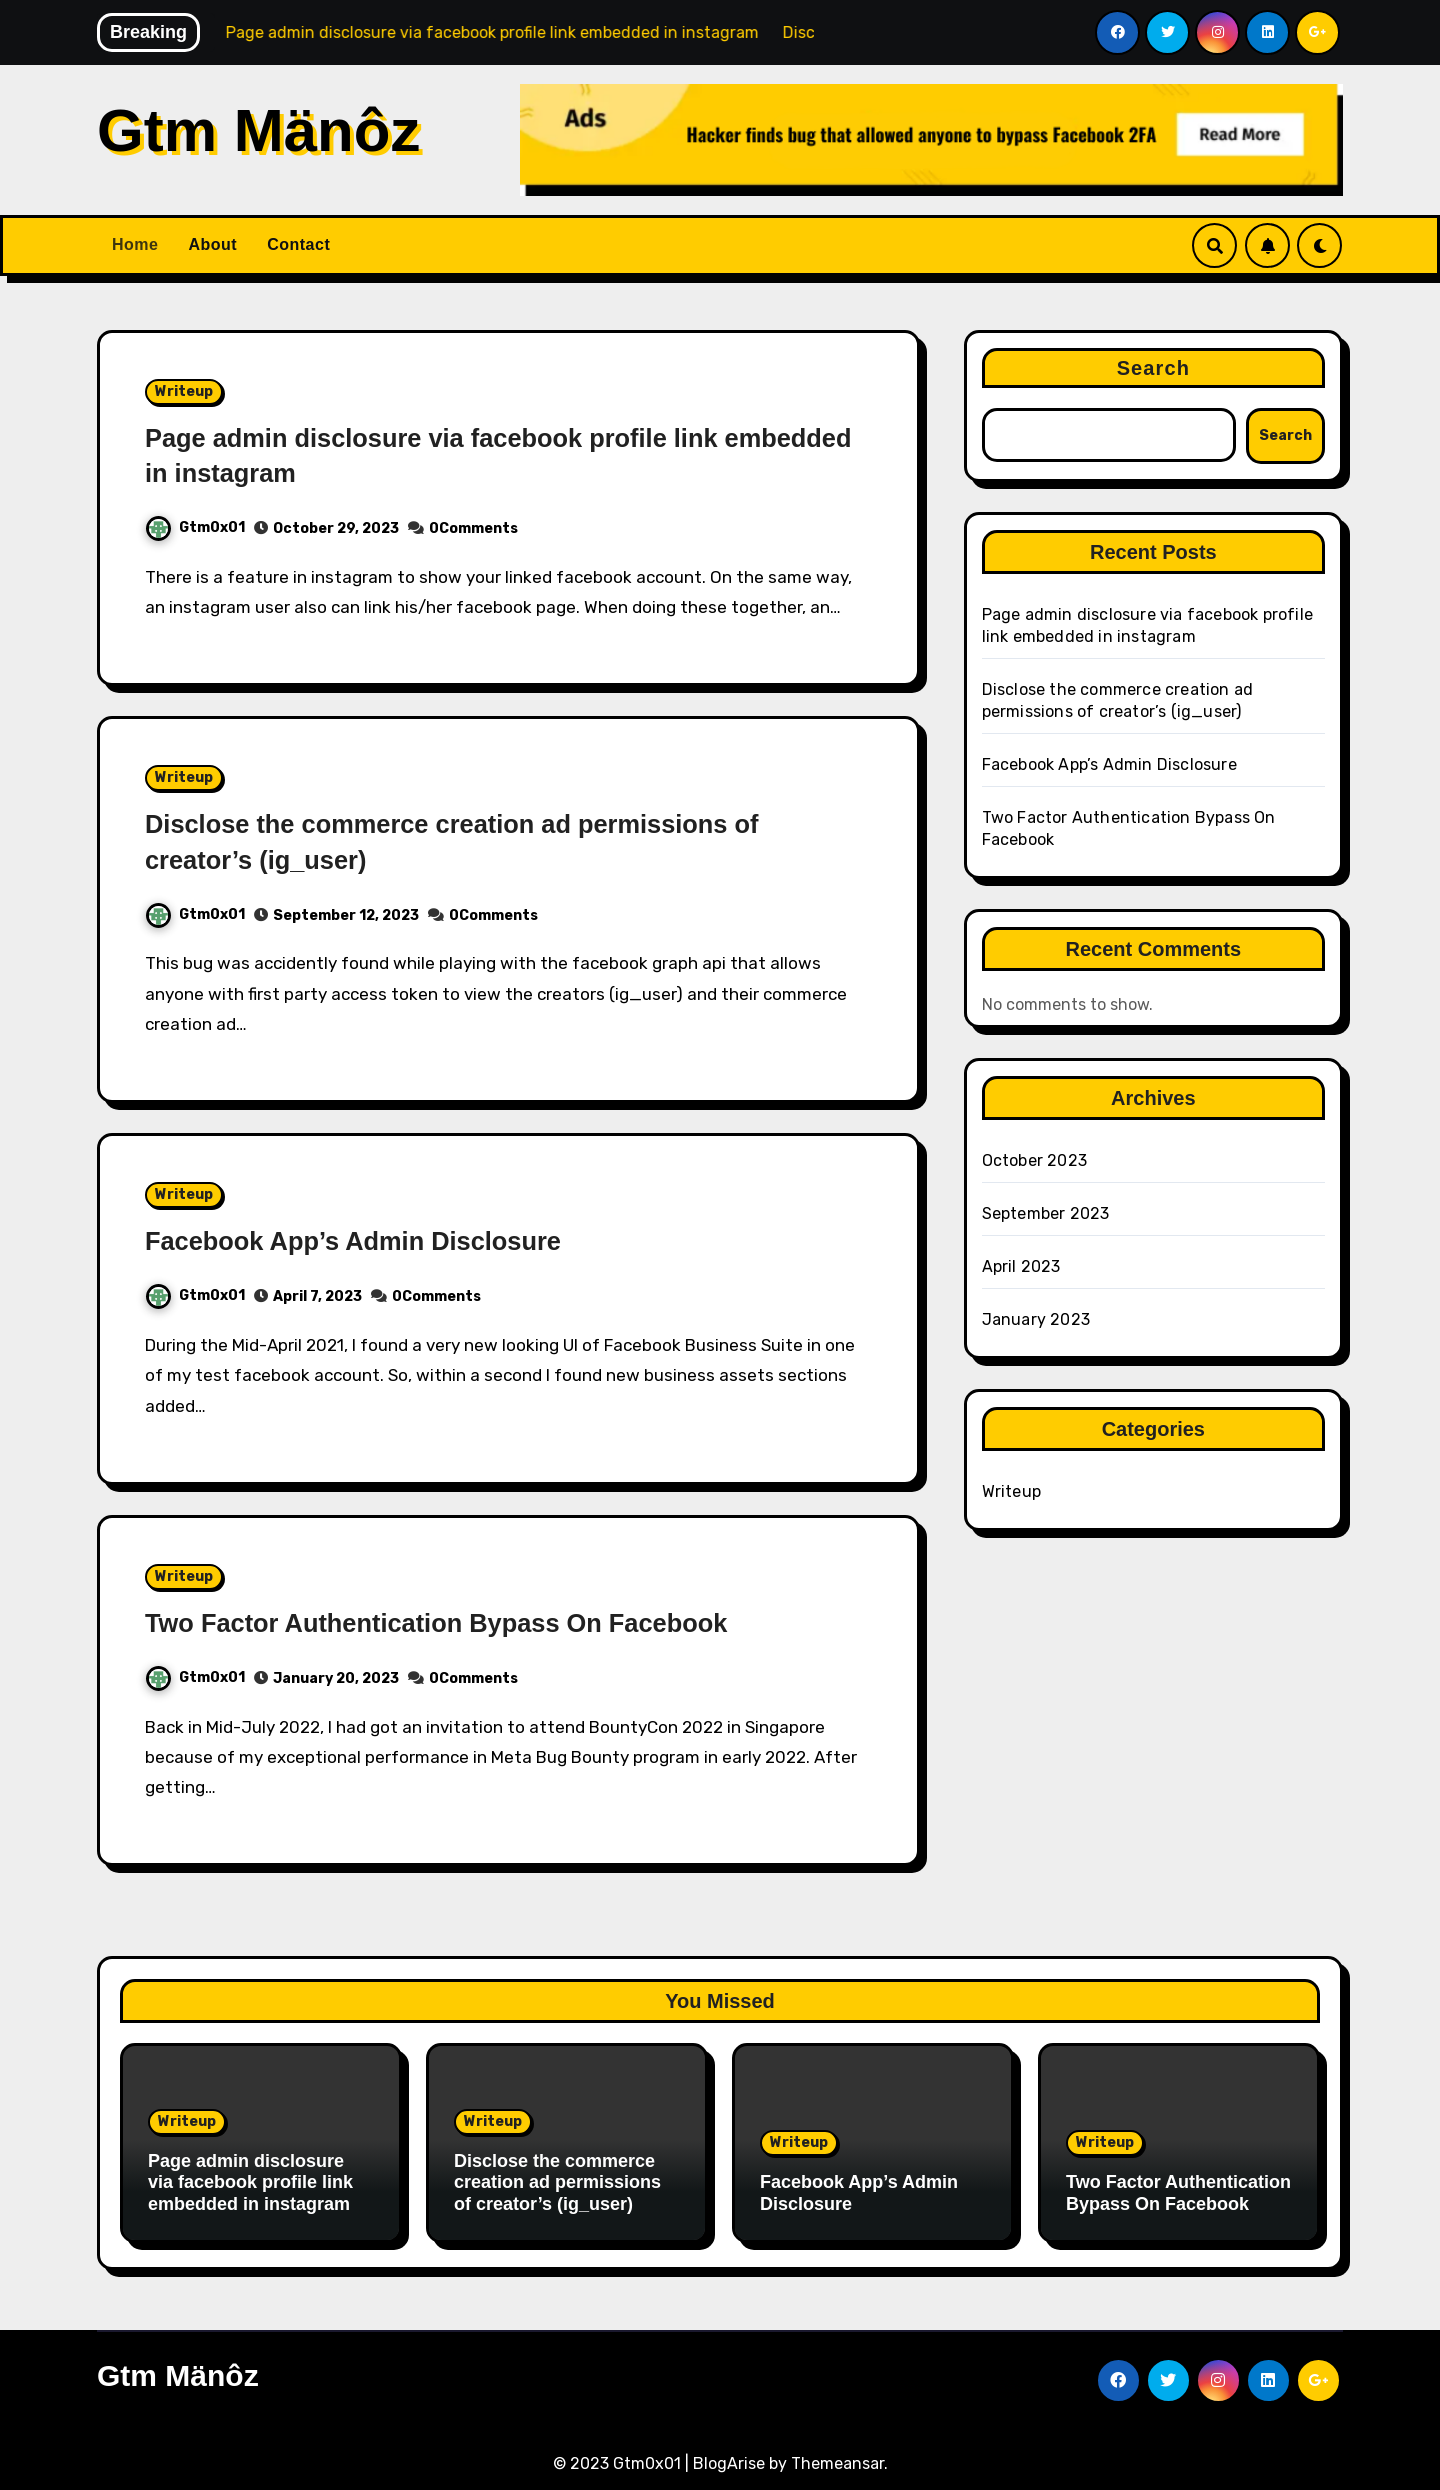 Breaking
Page admin disclosure via facebook profile link embedded in instagram Disc
Gtm Mänôz
Ads
Hacker finds bug that allowed anyone to bypass Facebook 2FA
Read More
Home About Contact
Writeup
Page admin disclosure via facebook profile link embedded
in instagram
Gtm0x01 October 29, 2023 0Comments
There is a feature in instagram to show your linked facebook account. On the same way,
an instagram user also can link his/her facebook page. When doing these together, an…
Writeup
Disclose the commerce creation ad permissions of
creator’s (ig_user)
Gtm0x01 September 12, 2023 0Comments
This bug was accidently found while playing with the facebook graph api that allows
anyone with first party access token to view the creators (ig_user) and their commerce
creation ad…
Writeup
Facebook App’s Admin Disclosure
Gtm0x01 April 7, 2023 0Comments
During the Mid-April 2021, I found a very new looking UI of Facebook Business Suite in one
of my test facebook account. So, within a second I found new business assets sections
added…
Writeup
Two Factor Authentication Bypass On Facebook
Gtm0x01 January 20, 2023 0Comments
Back in Mid-July 2022, I had got an invitation to attend BountyCon 2022 in Singapore
because of my exceptional performance in Meta Bug Bounty program in early 2022. After
getting…
Search
Search
Recent Posts
Page admin disclosure via facebook profile
link embedded in instagram
Disclose the commerce creation ad
permissions of creator’s (ig_user)
Facebook App’s Admin Disclosure
Two Factor Authentication Bypass On
Facebook
Recent Comments
No comments to show.
Archives
October 2023
September 2023
April 2023
January 2023
Categories
Writeup
You Missed
Writeup
Page admin disclosure
via facebook profile link
embedded in instagram
Writeup
Disclose the commerce
creation ad permissions
of creator’s (ig_user)
Writeup
Facebook App’s Admin
Disclosure
Writeup
Two Factor Authentication
Bypass On Facebook
Gtm Mänôz
© 2023 Gtm0x01 | BlogArise by Themeansar.